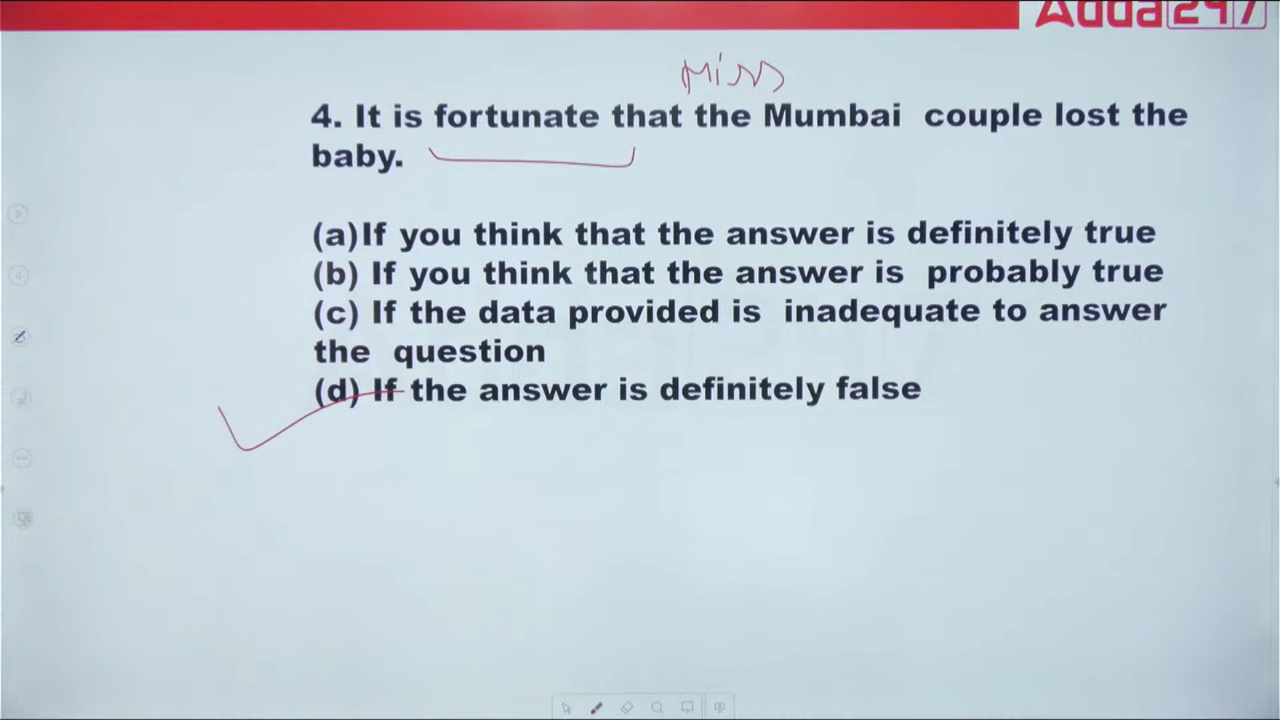 Adda247
miss
4. It is fortunate that the Mumbai couple lost the
baby.
(a)If you think that the answer is definitely true
(b) If you think that the answer is probably true
(c) If the data provided is inadequate to answer
the question
(d) If the answer is definitely false